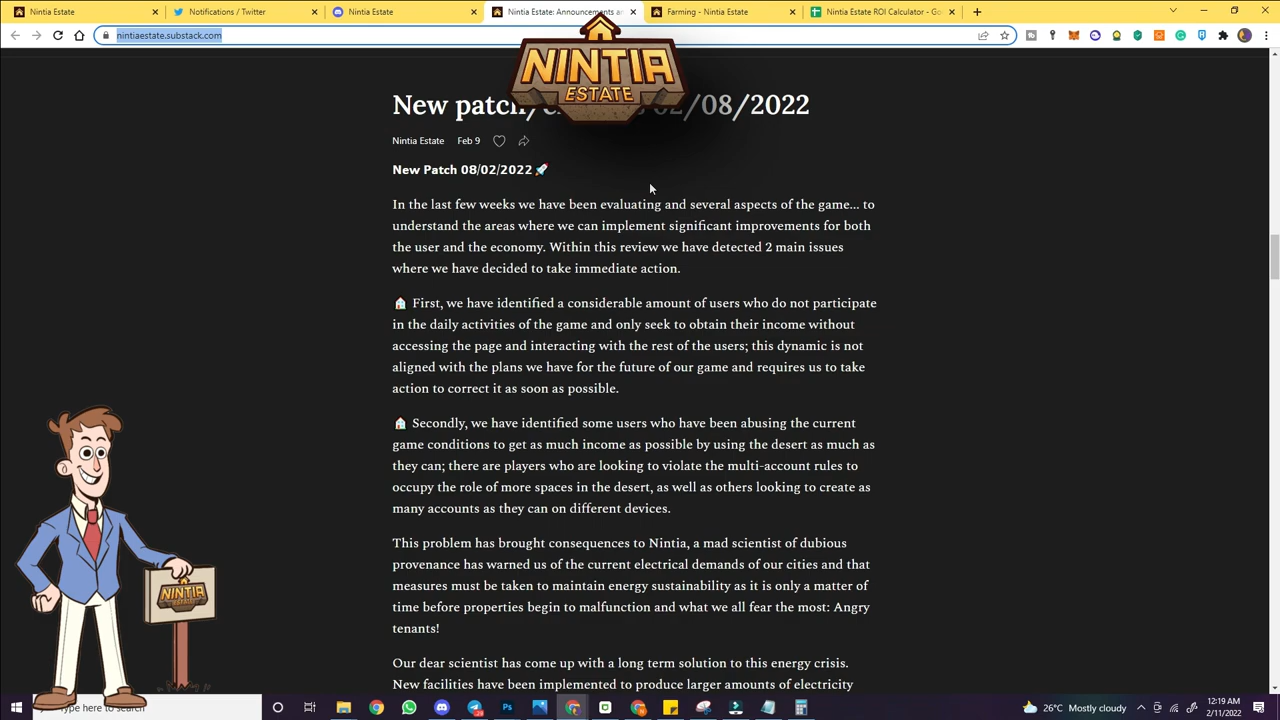 Nintia Estate
Notifications / Twitter
Nintia Estate
Nintia Estate: Announcements a
Farming - Nintia Estate
Nintia Estate ROI Calculator - Go
nintiaestate.substack.com
NINTIA
ESTATE
New patch/ 02/08/2022
Nintia Estate Feb 9
New Patch 08/02/2022 🚀
In the last few weeks we have been evaluating and several aspects of the game... to
understand the areas where we can implement significant improvements for both
the user and the economy. Within this review we have detected 2 main issues
where we have decided to take immediate action.
🏠 First, we have identified a considerable amount of users who do not participate
in the daily activities of the game and only seek to obtain their income without
accessing the page and interacting with the rest of the users; this dynamic is not
aligned with the plans we have for the future of our game and requires us to take
action to correct it as soon as possible.
🏠 Secondly, we have identified some users who have been abusing the current
game conditions to get as much income as possible by using the desert as much as
they can; there are players who are looking to violate the multi-account rules to
occupy the role of more spaces in the desert, as well as others looking to create as
many accounts as they can on different devices.
This problem has brought consequences to Nintia, a mad scientist of dubious
provenance has warned us of the current electrical demands of our cities and that
measures must be taken to maintain energy sustainability as it is only a matter of
time before properties begin to malfunction and what we all fear the most: Angry
tenants!
Our dear scientist has come up with a long term solution to this energy crisis.
New facilities have been implemented to produce larger amounts of electricity
NINTIA
ESTATE
ype here to search
26°C Mostly cloudy
12:19 AM
2/11/2022